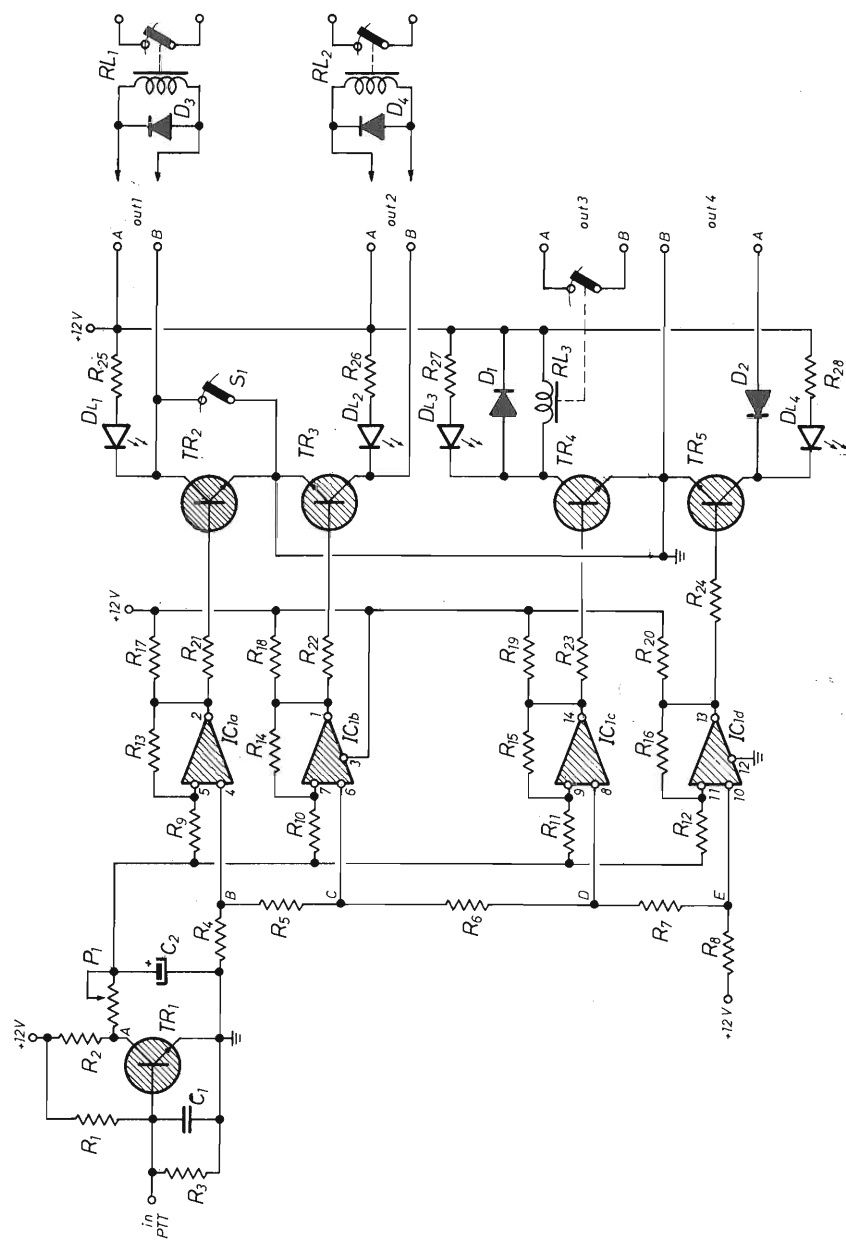 RL1
D3
RL2
D4
out1
out2
out3
out4
A
B
A
B
A
B
B
A
+12V
R25
DL1
S1
R26
DL2
R27
DL3
D1
RL3
D2
R28
DL4
TR2
TR3
TR4
TR5
+12V
R17
R21
R18
R22
R19
R23
R20
R24
R13
2
IC1a
5
4
R14
1
IC1b
7
6
3
R15
14
IC1c
9
8
R16
13
IC1d
11
10
12
R9
R10
R11
R12
B
C
D
E
R4
R5
R6
R7
R8
+12V
P1
+
C2
+12V
R2
A
TR1
R1
C1
R3
in
PTT